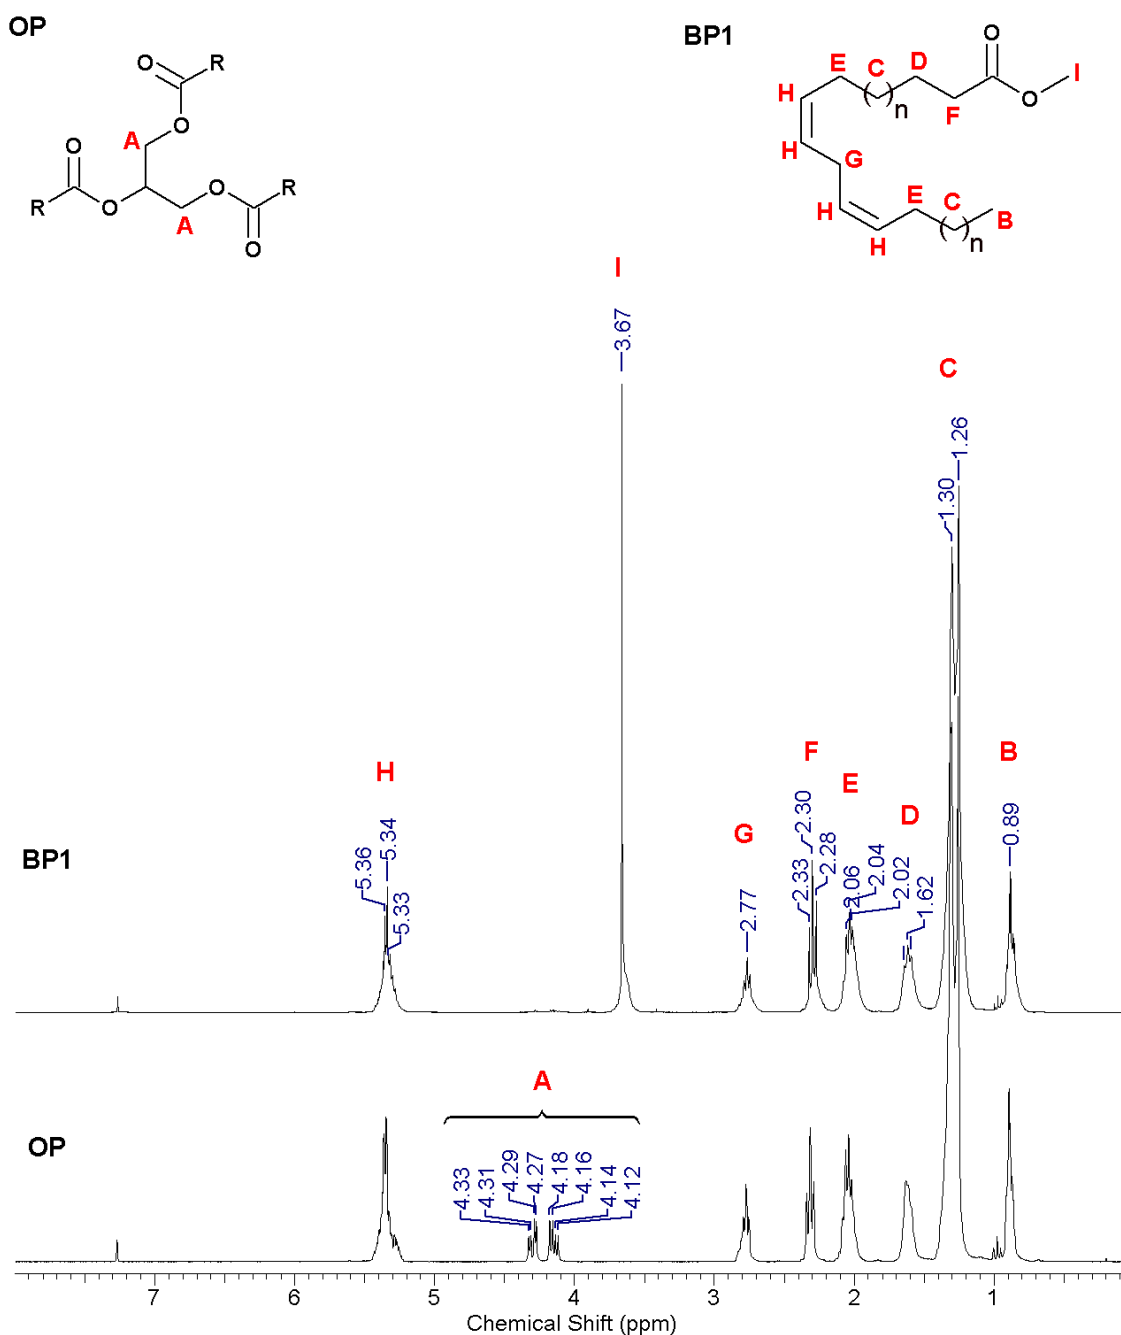 OP
BP1
O
R
O
A
O
O
R
O
R
O
A
O
O
I
D
C
E
H
n
O
F
H
G
E
C
H
B
n
H
I
3.67
C
1.26
1.30
F
B
H
E
2.30
D
5.34
G
0.89
BP1
5.36
5.33
2.33
2.28
2.04
2.06
2.02
1.62
2.77
A
OP
4.33
4.31
4.29
4.27
4.18
4.16
4.14
4.12
7
6
5
4
3
2
1
Chemical Shift (ppm)